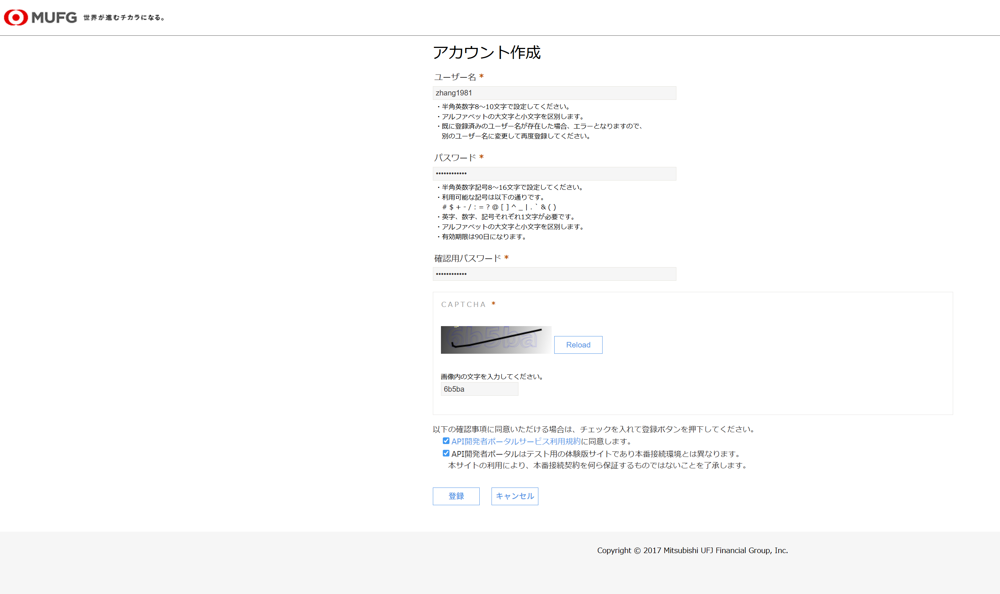 MUFG 世界が進むチカラになる。
アカウント作成
ユーザー名 *
zhang1981
・半角英数字8～10文字で設定してください。
・アルファベットの大文字と小文字を区別します。
・既に登録済みのユーザー名が存在した場合、エラーとなりますので、
別のユーザー名に変更して再度登録してください。
パスワード *
••••••••••••
・半角英数字記号8～16文字で設定してください。
・利用可能な記号は以下の通りです。
# $ + - / : = ? @ [ ] ^ _ | . ` & ( )
・英字、数字、記号それぞれ1文字が必要です。
・アルファベットの大文字と小文字を区別します。
・有効期限は90日になります。
確認用パスワード *
••••••••••••
CAPTCHA *
6b5ba
Reload
画像内の文字を入力してください。
6b5ba
以下の確認事項に同意いただける場合は、チェックを入れて登録ボタンを押下してください。
API開発者ポータルサービス利用規約に同意します。
API開発者ポータルはテスト用の体験版サイトであり本番接続環境とは異なります。
本サイトの利用により、本番接続契約を何ら保証するものではないことを了承します。
登録 キャンセル
Copyright © 2017 Mitsubishi UFJ Financial Group, Inc.